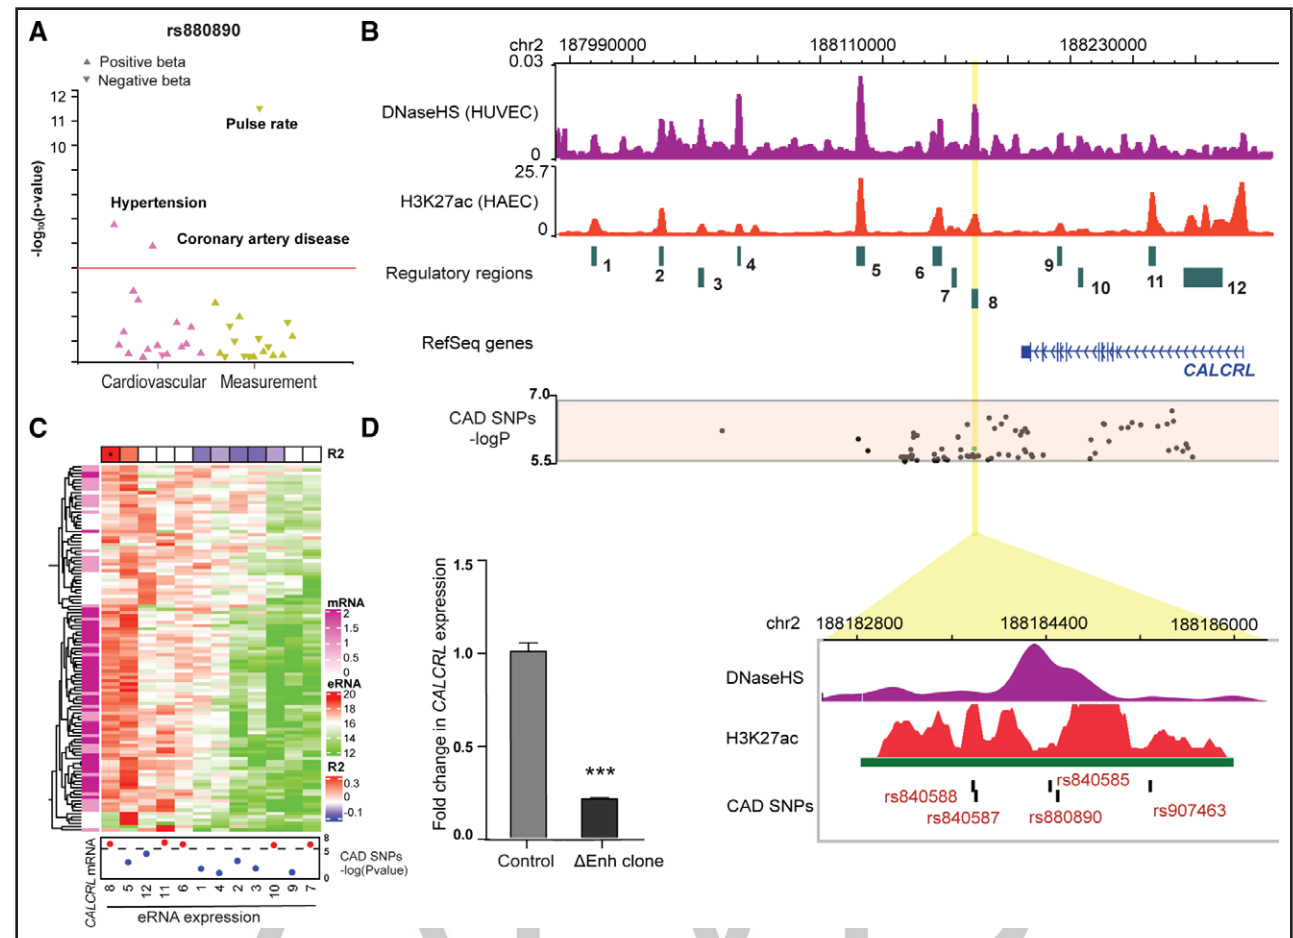 A
rs880890
Positive beta
Negative beta
12
11
10
-log10(p-value)
Pulse rate
Hypertension
Coronary artery disease
Cardiovascular
Measurement
B
chr2
187990000
188110000
188230000
0.03
DNaseHS (HUVEC)
0
25.7
H3K27ac (HAEC)
0
Regulatory regions
1
2
3
4
5
6
7
8
9
10
11
12
RefSeq genes
CALCRL
7.0
CAD SNPs
-logP
5.5
chr2
188182800
188184400
188186000
DNaseHS
H3K27ac
CAD SNPs
rs840588
rs840587
rs840585
rs880890
rs907463
C
R2
mRNA
2
1.5
1
0.5
0
eRNA
20
18
16
14
12
R2
0.3
0
-0.1
8
5
0
CAD SNPs
-log(Pvalue)
CALCRL mRNA
8
5
12
11
6
1
4
2
3
10
9
7
eRNA expression
D
Fold change in CALCRL expression
1.5
1.0
0.5
0.0
***
Control
ΔEnh clone